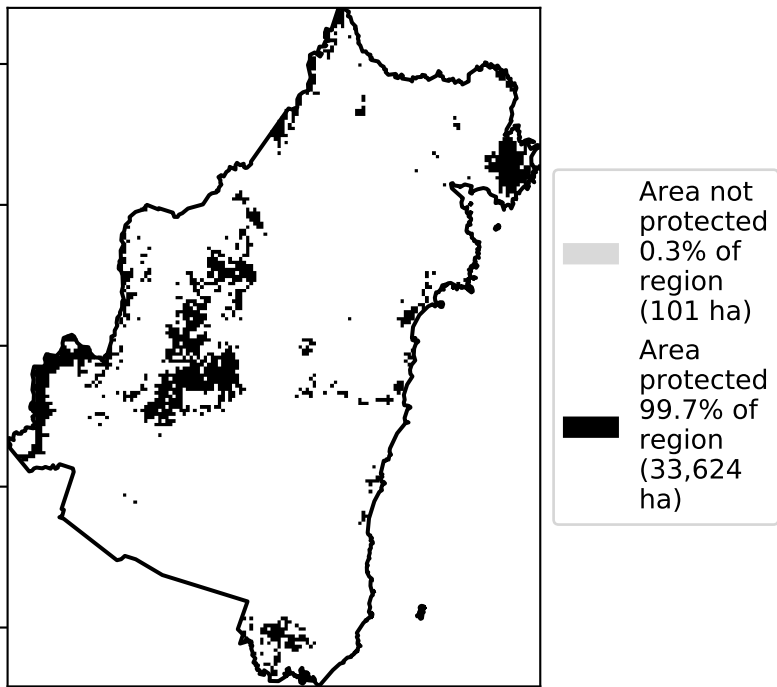 Area not
protected
0.3% of
region
(101 ha)
Area
protected
99.7% of
region
(33,624
ha)